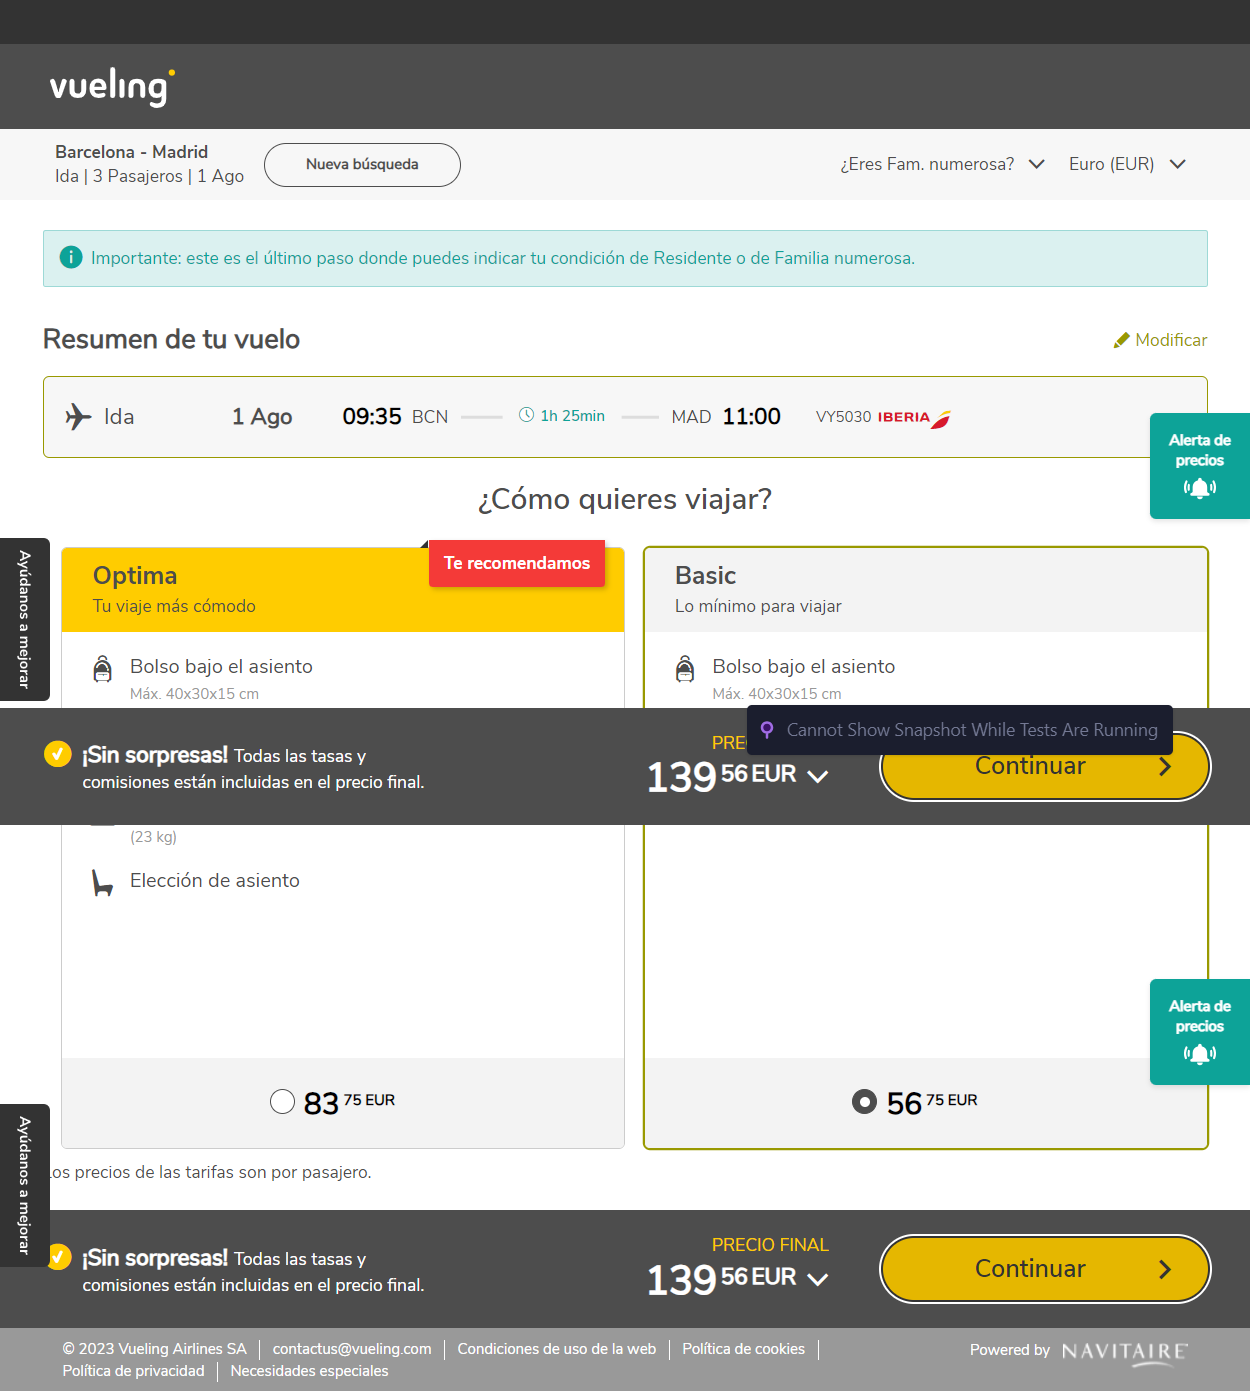 vueling
Barcelona - Madrid
Ida | 3 Pasajeros | 1 Ago
Nueva búsqueda
¿Eres Fam. numerosa?
Euro (EUR)
Importante: este es el último paso donde puedes indicar tu condición de Residente o de Familia numerosa.
Resumen de tu vuelo
Modificar
Ida 1 Ago 09:35 BCN 1h 25min MAD 11:00 VY5030 IBERIA
Alerta de
precios
¿Cómo quieres viajar?
Ayúdanos a mejorar
Optima
Te recomendamos
Tu viaje más cómodo
Bolso bajo el asiento
Máx. 40x30x15 cm
Basic
Lo mínimo para viajar
Bolso bajo el asiento
Máx. 40x30x15 cm
Cannot Show Snapshot While Tests Are Running
¡Sin sorpresas! Todas las tasas y
comisiones están incluidas en el precio final.
139 56 EUR
Continuar
(23 kg)
Elección de asiento
Alerta de
precios
83 75 EUR
56 75 EUR
Ayúdanos a mejorar
los precios de las tarifas son por pasajero.
¡Sin sorpresas! Todas las tasas y
comisiones están incluidas en el precio final.
PRECIO FINAL
139 56 EUR
Continuar
© 2023 Vueling Airlines SA | contactus@vueling.com | Condiciones de uso de la web | Política de cookies |
Política de privacidad | Necesidades especiales
Powered by NAVITAIRE